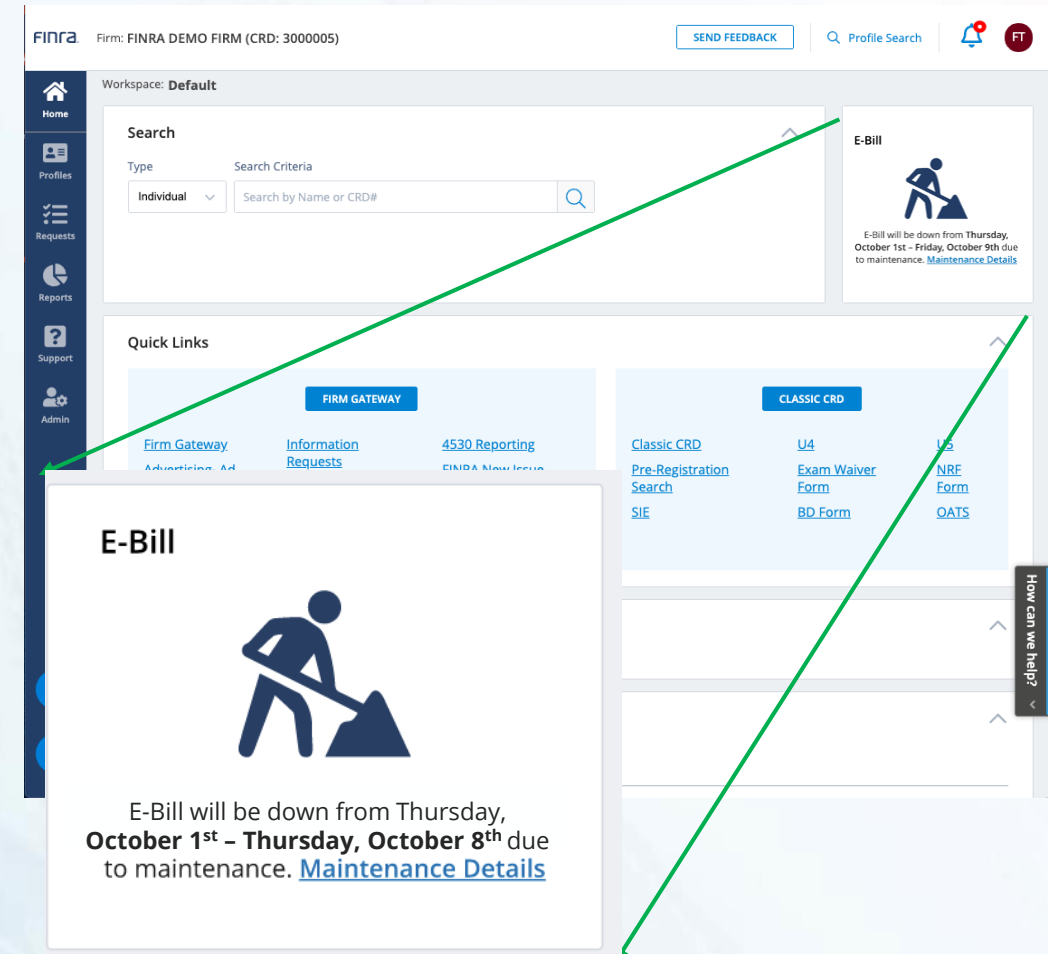 FINra
Firm: FINRA DEMO FIRM (CRD: 3000005)
SEND FEEDBACK
Profile Search
FT
Home
Profiles
Requests
Reports
Support
Admin
Workspace: Default
Search
Type
Search Criteria
Individual
Search by Name or CRD#
E-Bill
E-Bill will be down from Thursday,
October 1st – Friday, October 9th due
to maintenance. Maintenance Details
Quick Links
FIRM GATEWAY
Firm Gateway
Information
Requests
4530 Reporting
Advertising, Ad
FINRA New Issue
CLASSIC CRD
Classic CRD
U4
U5
Pre-Registration
Search
Exam Waiver
Form
NRF
Form
SIE
BD Form
OATS
How can we help?
E-Bill
E-Bill will be down from Thursday,
October 1st – Thursday, October 8th due
to maintenance. Maintenance Details